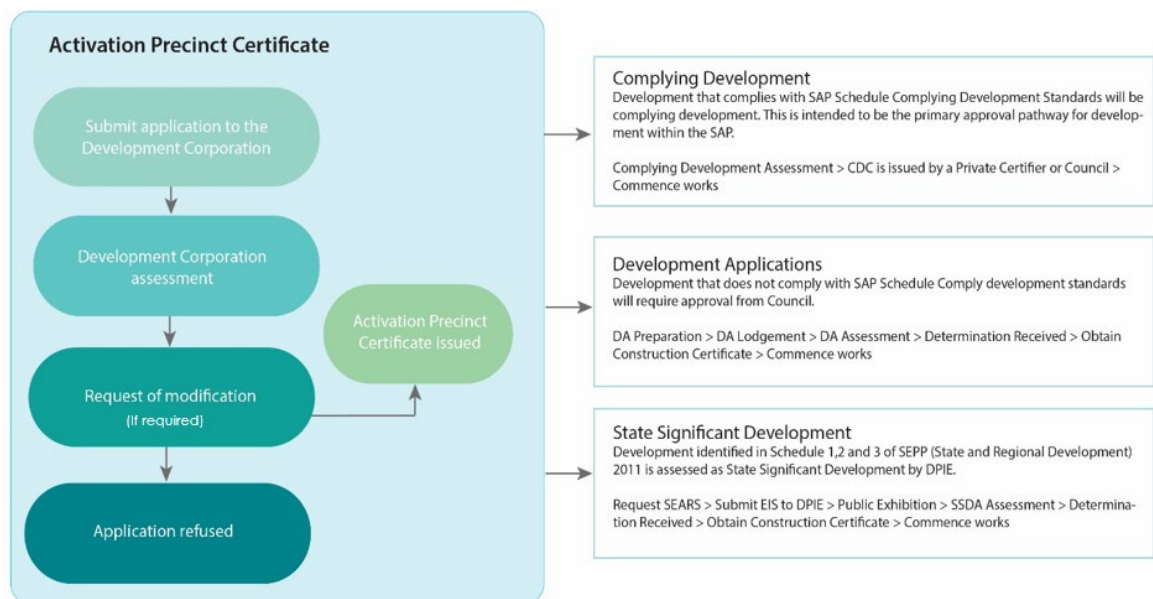 Activation Precinct Certificate
Submit application to the
Development Corporation
Development Corporation
assessment
Activation Precinct
Certificate issued
Request of modification
(If required)
Application refused
Complying Development
Development that complies with SAP Schedule Complying Development Standards will be
complying development. This is intended to be the primary approval pathway for develop-
ment within the SAP.
Complying Development Assessment > CDC is issued by a Private Certifier or Council >
Commence works
Development Applications
Development that does not comply with SAP Schedule Comply development standards
will require approval from Council.
DA Preparation > DA Lodgement > DA Assessment > Determination Received > Obtain
Construction Certificate > Commence works
State Significant Development
Development identified in Schedule 1,2 and 3 of SEPP (State and Regional Development)
2011 is assessed as State Significant Development by DPIE.
Request SEARS > Submit EIS to DPIE > Public Exhibition > SSDA Assessment > Determina-
tion Received > Obtain Construction Certificate > Commence works